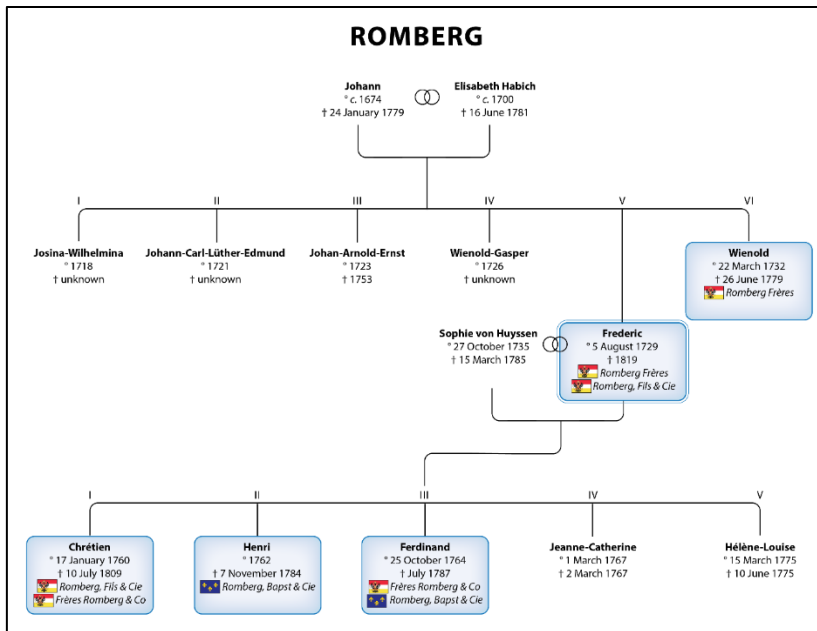 ROMBERG
Johann
° c. 1674
† 24 January 1779
Elisabeth Habich
° c. 1700
† 16 June 1781
I
II
III
IV
V
VI
Josina-Wilhelmina
° 1718
† unknown
Johann-Carl-Lüther-Edmund
° 1721
† unknown
Johan-Arnold-Ernst
° 1723
† 1753
Wienold-Gasper
° 1726
† unknown
Wienold
° 22 March 1732
† 26 June 1779
Romberg Frères
Sophie von Huyssen
° 27 October 1735
† 15 March 1785
Frederic
° 5 August 1729
† 1819
Romberg Frères
Romberg, Fils & Cie
I
II
III
IV
V
Chrétien
° 17 January 1760
† 10 July 1809
Romberg, Fils & Cie
Frères Romberg & Co
Henri
° 1762
† 7 November 1784
Romberg, Bapst & Cie
Ferdinand
° 25 October 1764
† July 1787
Frères Romberg & Co
Romberg, Bapst & Cie
Jeanne-Catherine
° 1 March 1767
† 2 March 1767
Hélène-Louise
° 15 March 1775
† 10 June 1775